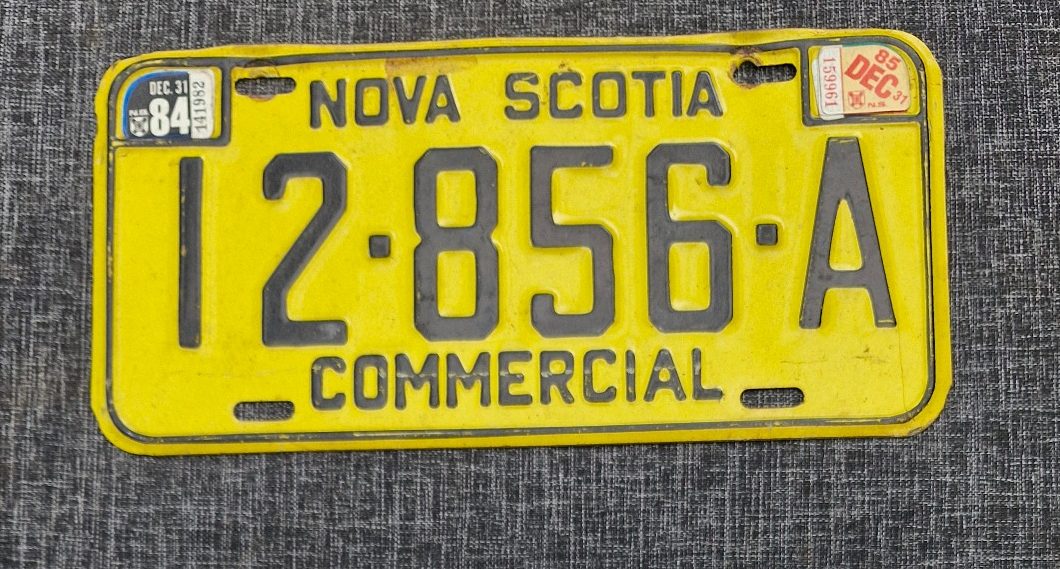 DEC. 31
N.S. 84 141982
NOVA SCOTIA
159961 85
DEC 31
N.S.
12·856·A
COMMERCIAL